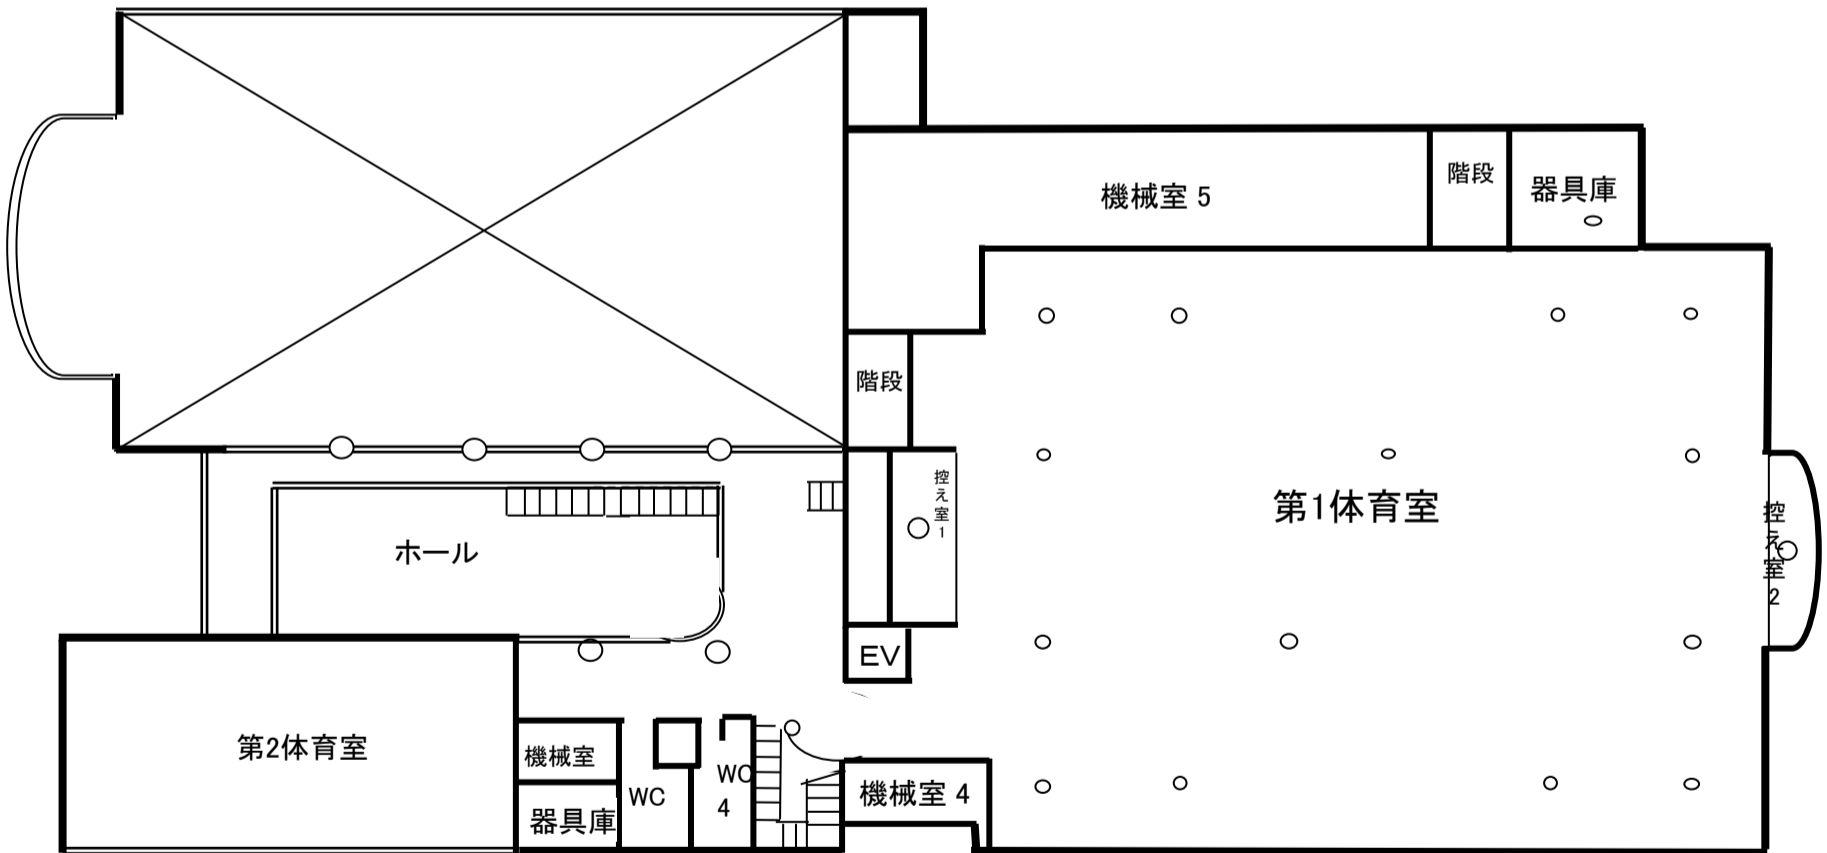 階段
機械室 5
器具庫
階段
控え室1
第1体育室
控え室2
ホール
EV
第2体育室
機械室
WC
4
WC
機械室 4
器具庫